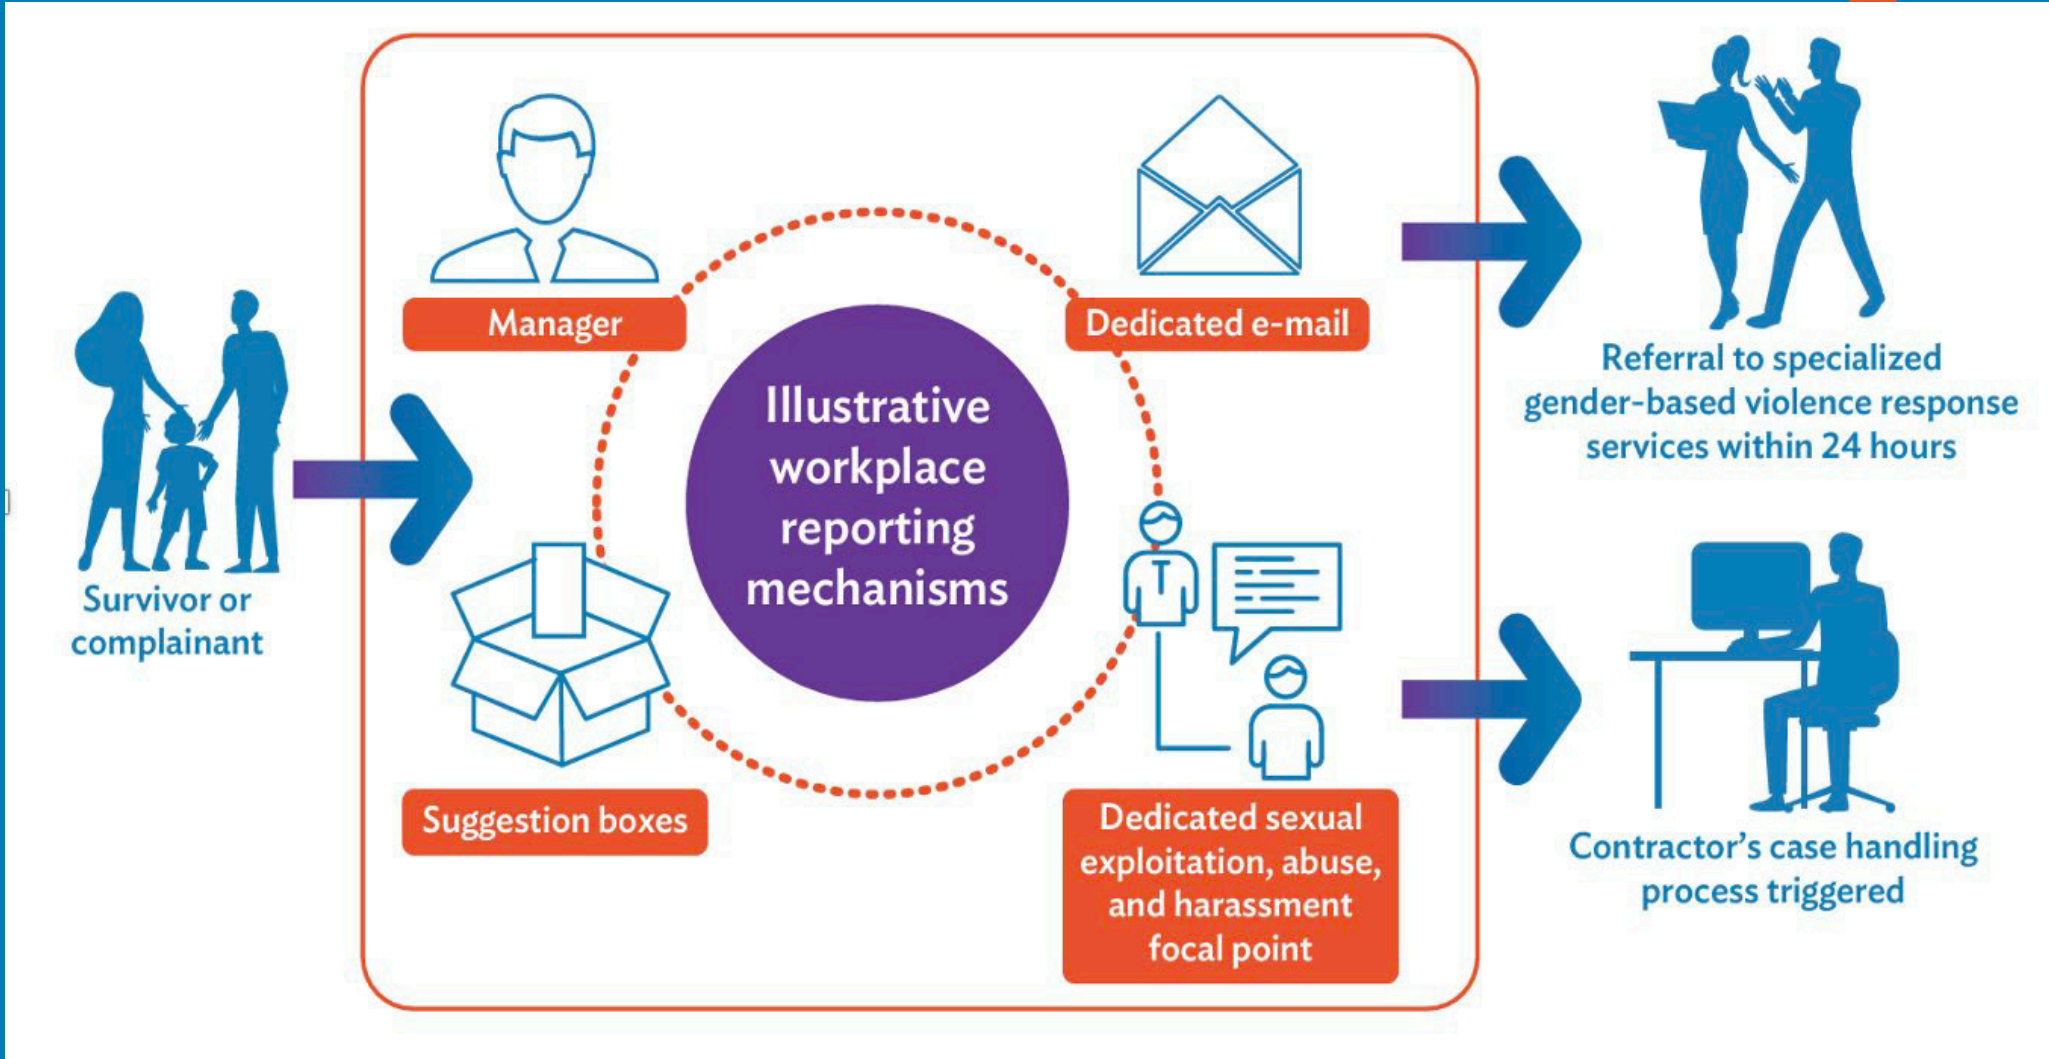 Survivor or
complainant
Manager
Dedicated e-mail
Illustrative
workplace
reporting
mechanisms
Suggestion boxes
Dedicated sexual
exploitation, abuse,
and harassment
focal point
Referral to specialized
gender-based violence response
services within 24 hours
Contractor’s case handling
process triggered